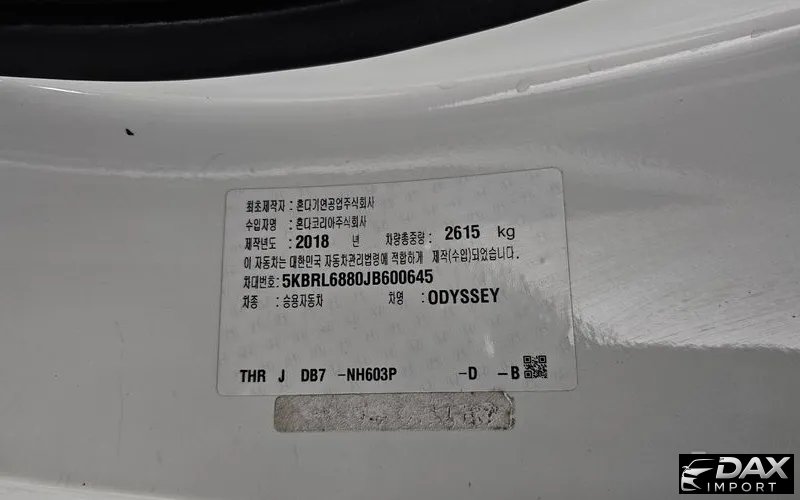 최초제작자 : 혼다기연공업주식회사
수입자명 : 혼다코리아주식회사
제작년도 : 2018 년 차량총중량 : 2615 kg
이 자동차는 대한민국 자동차관리법령에 적합하게 제작(수입)되었습니다.
차대번호 : 5KBRL6880JB600645
차종 : 승용자동차 차명 : ODYSSEY
THR J DB7 -NH603P -D -B
DAX
IMPORT